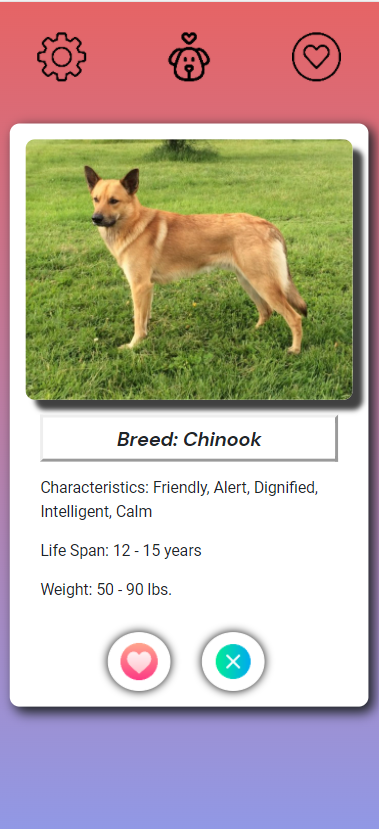 Breed: Chinook
Characteristics: Friendly, Alert, Dignified,
Intelligent, Calm
Life Span: 12 - 15 years
Weight: 50 - 90 lbs.